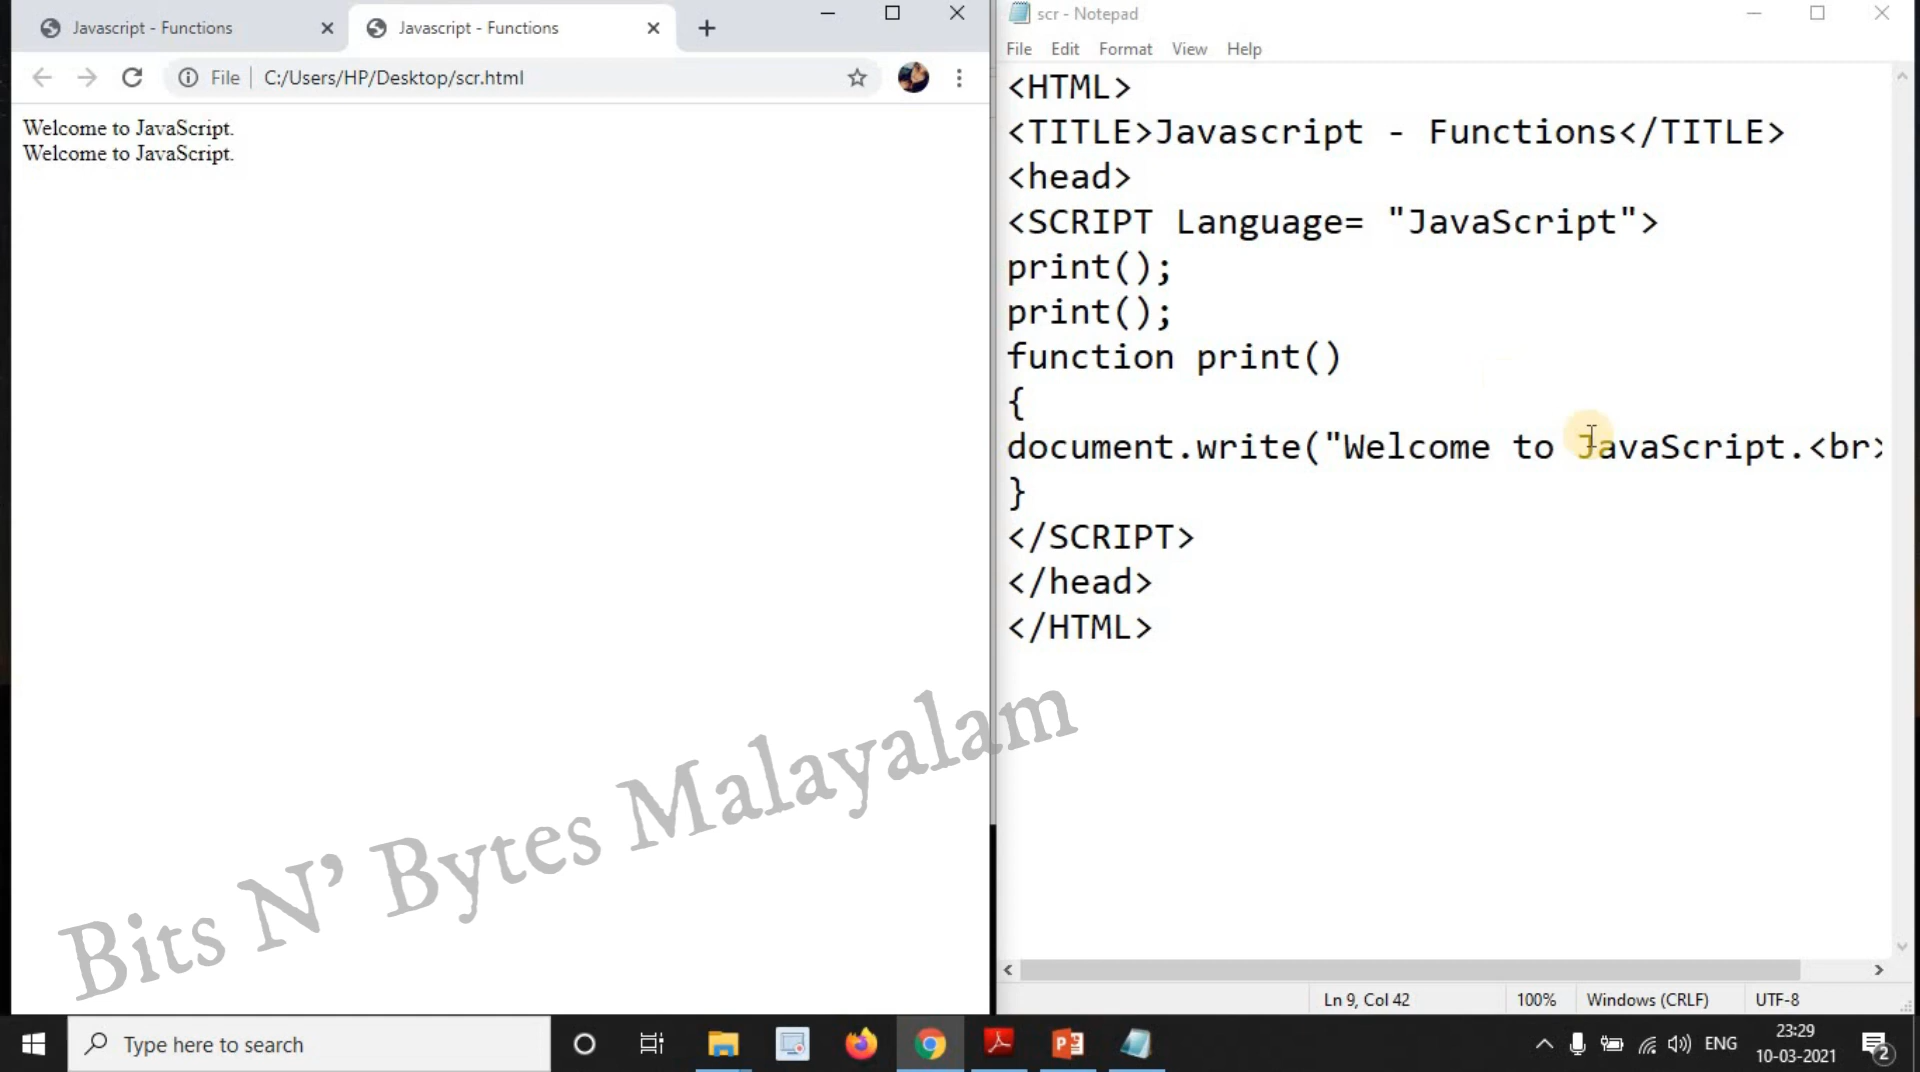 Javascript - Functions
Javascript - Functions
File
C:/Users/HP/Desktop/scr.html
Welcome to JavaScript.
Welcome to JavaScript.
scr - Notepad
File Edit Format View Help
<HTML>
<TITLE>Javascript - Functions</TITLE>
<head>
<SCRIPT Language= "JavaScript">
print();
print();
function print()
{
document.write("Welcome to JavaScript.<br>
}
</SCRIPT>
</head>
</HTML>
Bits N' Bytes Malayalam
Ln 9, Col 42
100%
Windows (CRLF)
UTF-8
Type here to search
ENG
23:29
10-03-2021
2